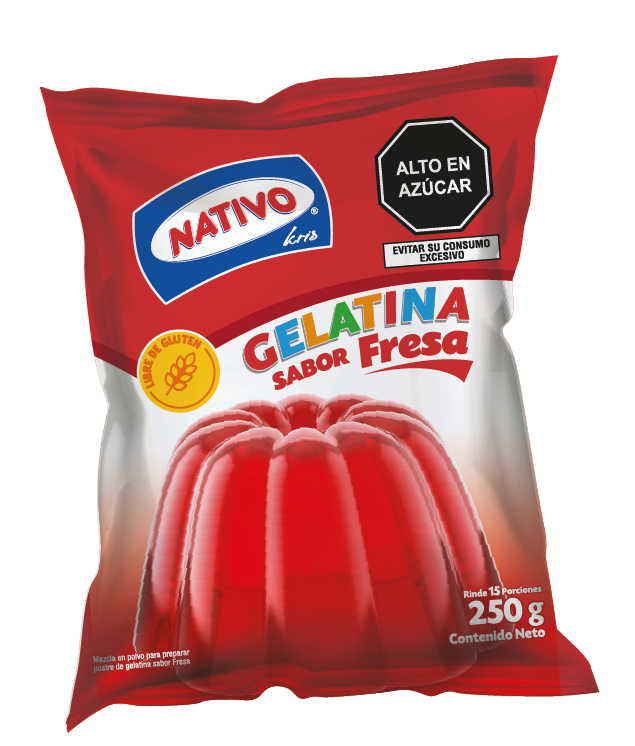 ALTO EN
AZÚCAR
EVITAR SU CONSUMO
EXCESIVO
NATIVO®
kris
LIBRE DE GLUTEN
GELATINA
SABOR Fresa
Rinde 15 Porciones
250 g
Contenido Neto
Mezcla en polvo para preparar
postre de gelatina sabor Fresa